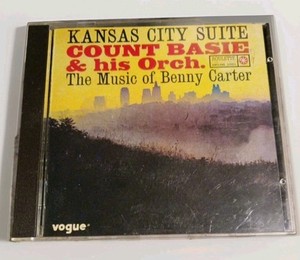 KANSAS CITY SUITE
COUNT BASIE
& his Orch.
The Music of Benny Carter
vogue